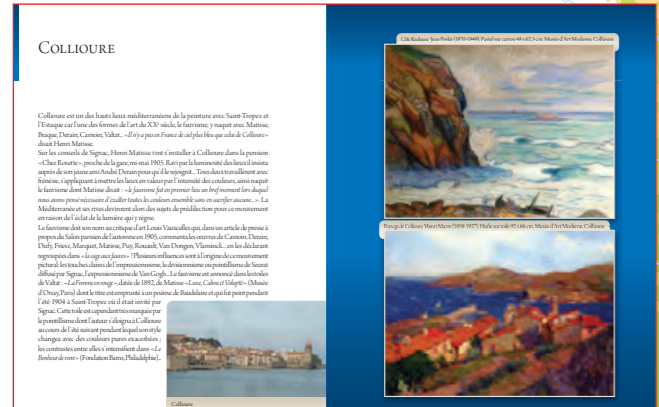 COLLIOURE
Collioure est un des hauts lieux méditerranéens de la peinture avec Saint-Tropez et
l'Estaque car l'une des formes de l'art du XXe siècle, le fauvisme, y naquit avec Matisse,
Braque, Derain, Camoin, Valtat... «Il n'y a pas en France de ciel plus bleu que celui de Collioure»
disait Henri Matisse.
Sur les conseils de Signac, Henri Matisse vint s'installer à Collioure dans la pension
«Chez Rosette», proche de la gare, mi-mai 1905. Ravi par la luminosité des lieux il insista
auprès de son jeune ami André Derain pour qu'il le rejoignit... Tous deux travaillèrent avec
frénésie, s'appliquant à mettre les lieux en valeur par l'intensité des couleurs, ainsi naquit
le fauvisme dont Matisse disait : «le fauvisme fut en premier lieu un bref moment lors duquel
nous avons pensé nécessaire d'exalter toutes les couleurs ensemble sans en sacrifier aucune...». La
Méditerranée et ses rives devinrent alors des sujets de prédilection pour ce mouvement
en raison de l'éclat de la lumière qui y règne.
Le fauvisme doit son nom au critique d'art Louis Vauxcelles qui, dans un article de presse à
propos du Salon parisien de l'automne en 1905, commenta les œuvres de Camoin, Derain,
Dufy, Friesz, Marquet, Matisse, Puy, Rouault, Van Dongen, Vlaminck... en les déclarant
regroupées dans «la cage aux fauves» ! Plusieurs influences sont à l'origine de ce mouvement
pictural: les touches claires de l'impressionnisme, le divisionnisme ou pointillisme de Seurat
diffusé par Signac, l'expressionnisme de Van Gogh... Le fauvisme est annoncé dans les toiles
de Valtat : «La Femme en rouge», datée de 1892, de Matisse «Luxe, Calme et Volupté» (Musée
d'Orsay, Paris) dont le titre est emprunté à un poème de Baudelaire et qui fut peint pendant
l'été 1904 à Saint-Tropez où il était invité par
Signac. Cette toile est cependant très marquée par
le pointillisme dont l'auteur s'éloigna à Collioure
au cours de l'été suivant pendant lequel son style
changea avec des couleurs pures exacerbées ;
les contrastes entre elles s'intensifient dans «Le
Bonheur de vivre» (Fondation Barns, Philadelphie)...
Collioure
Côte Rocheuse Jean Peské (1870-1949). Pastel sur carton 49 x 62,5 cm. Musée d'Art Moderne, Collioure
Paysage de Collioure Henri Marre (1858-1927). Huile sur toile 92 x 66 cm. Musée d'Art Moderne, Collioure